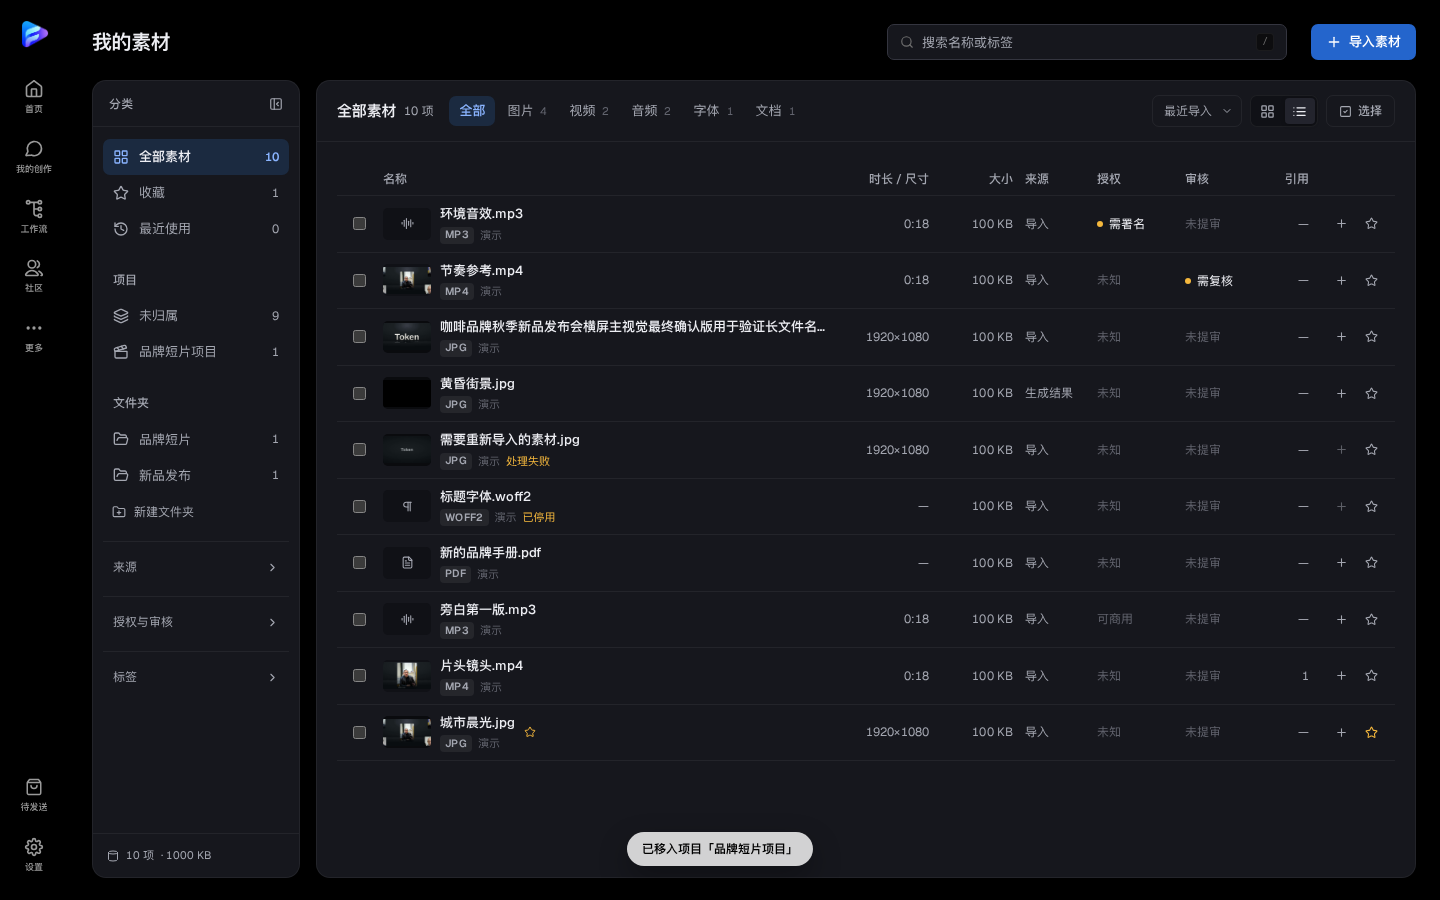 我的素材
搜索名称或标签
/
导入素材
首页
我的创作
工作流
社区
更多
待发送
设置
分类
全部素材 10
收藏 1
最近使用 0
项目
未归属 9
品牌短片项目 1
文件夹
品牌短片 1
新品发布 1
新建文件夹
来源
授权与审核
标签
10 项 · 1000 KB
全部素材 10 项 全部 图片 4 视频 2 音频 2 字体 1 文档 1 最近导入 选择
名称 时长 / 尺寸 大小 来源 授权 审核 引用
环境音效.mp3
MP3 演示
0:18 100 KB 导入 需署名 未提审 —
节奏参考.mp4
MP4 演示
0:18 100 KB 导入 未知 需复核 —
Token
咖啡品牌秋季新品发布会横屏主视觉最终确认版用于验证长文件名...
JPG 演示
1920×1080 100 KB 导入 未知 未提审 —
黄昏街景.jpg
JPG 演示
1920×1080 100 KB 生成结果 未知 未提审 —
Token
需要重新导入的素材.jpg
JPG 演示 处理失败
1920×1080 100 KB 导入 未知 未提审 —
标题字体.woff2
WOFF2 演示 已停用
— 100 KB 导入 未知 未提审 —
新的品牌手册.pdf
PDF 演示
— 100 KB 导入 未知 未提审 —
旁白第一版.mp3
MP3 演示
0:18 100 KB 导入 可商用 未提审 —
片头镜头.mp4
MP4 演示
0:18 100 KB 导入 未知 未提审 1
城市晨光.jpg
JPG 演示
1920×1080 100 KB 导入 未知 未提审 —
已移入项目「品牌短片项目」